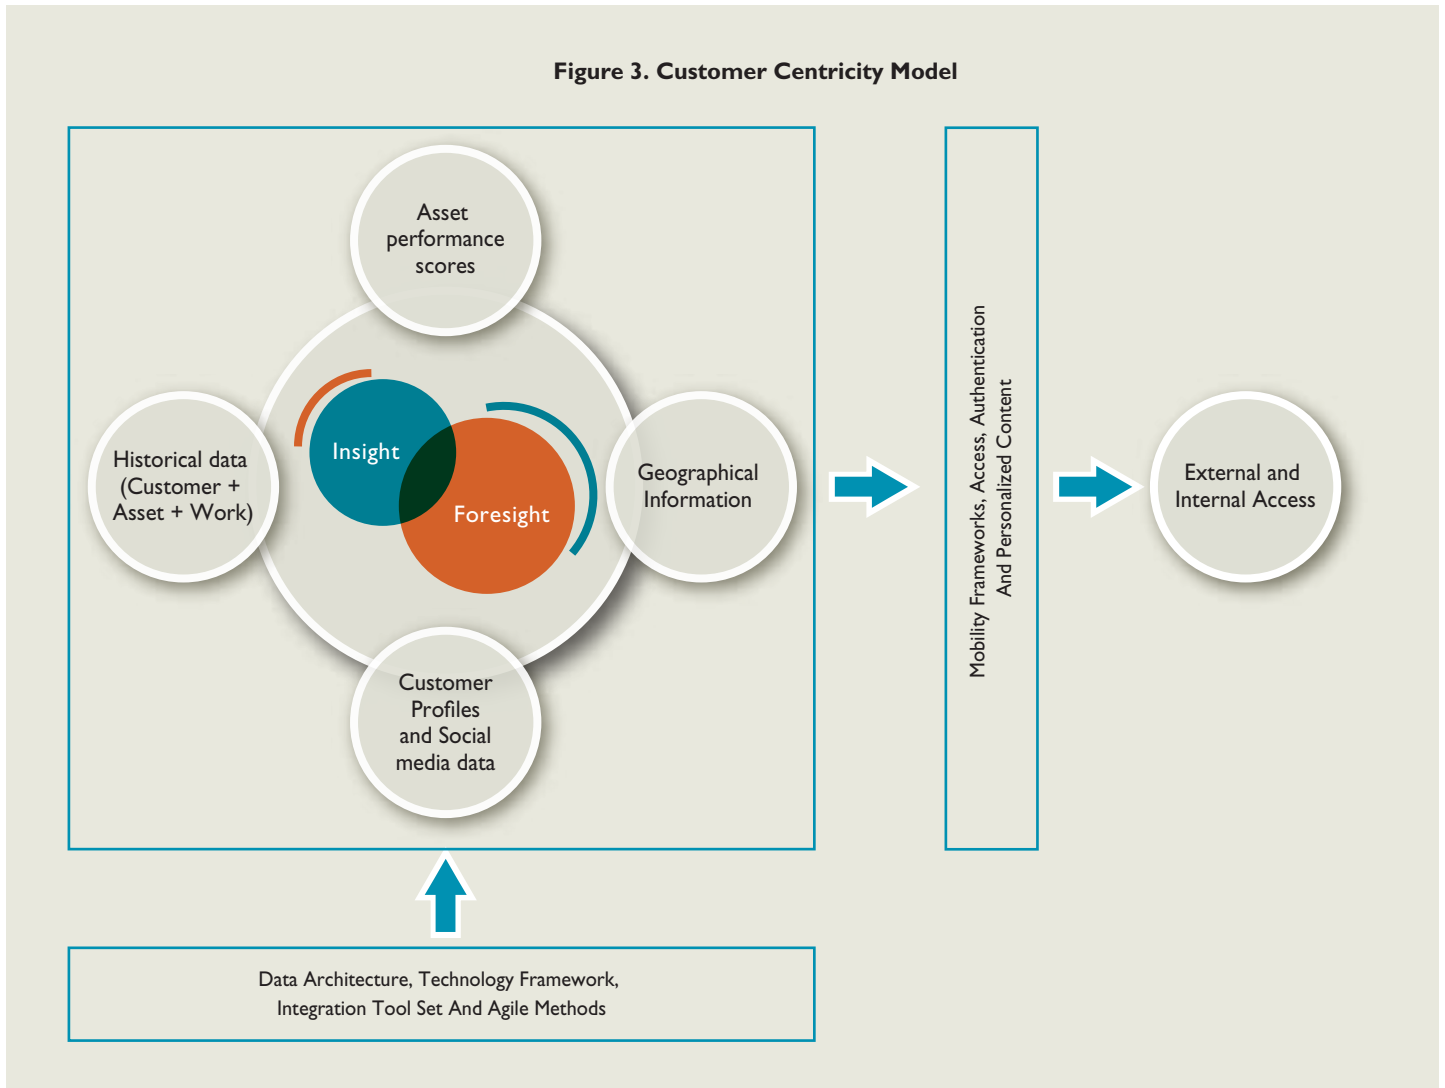 Figure 3. Customer Centricity Model
Asset
performance
scores
Historical data
(Customer +
Asset + Work)
Insight
Foresight
Geographical
Information
Customer
Profiles
and Social
media data
Mobility Frameworks, Access, Authentication
And Personalized Content
External and
Internal Access
Data Architecture, Technology Framework,
Integration Tool Set And Agile Methods